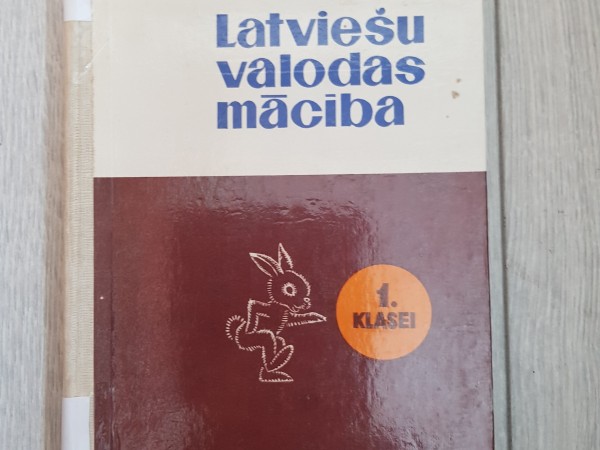 Latviešu
valodas
mācība
1.
KLASEI